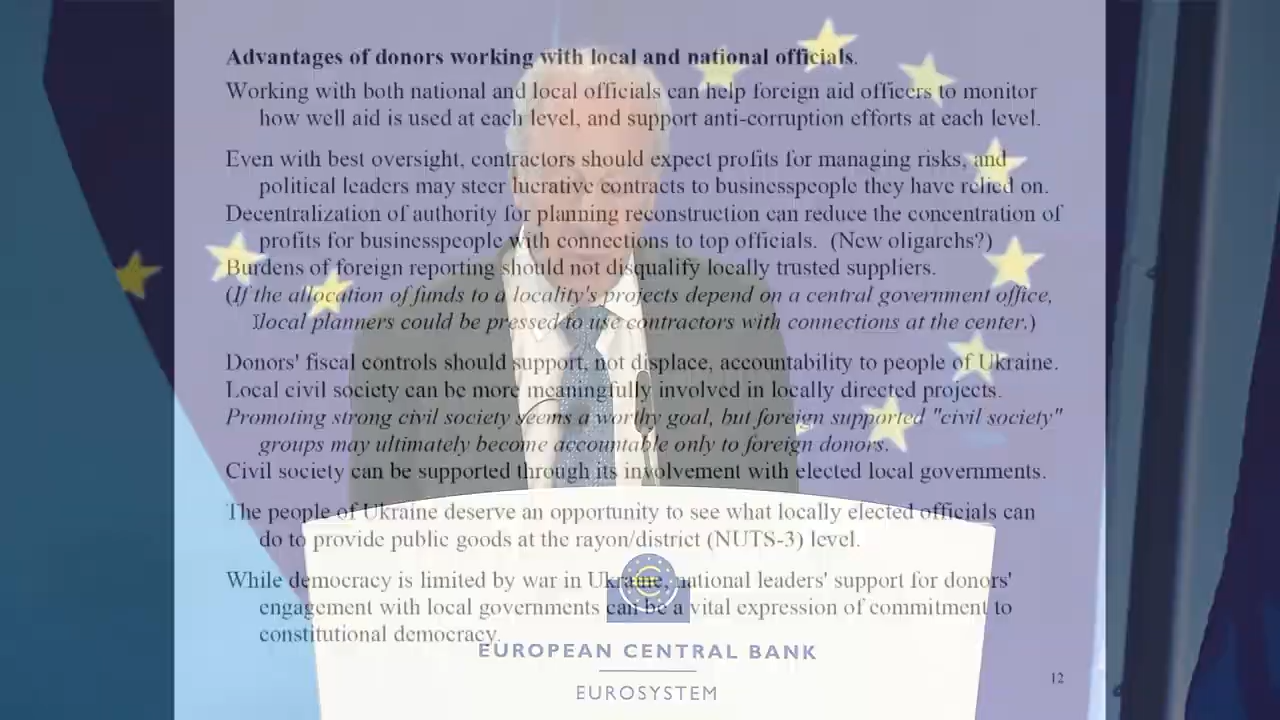 Advantages of donors working with local and national officials.
Working with both national and local officials can help foreign aid officers to monitor
how well aid is used at each level, and support anti-corruption efforts at each level.
Even with best oversight, contractors should expect profits for managing risks, and
political leaders may steer lucrative contracts to businesspeople they have relied on.
Decentralization of authority for planning reconstruction can reduce the concentration of
profits for businesspeople with connections to top officials.  (New oligarchs?)
Burdens of foreign reporting should not disqualify locally trusted suppliers.
(If the allocation of funds to a locality's projects depend on a central government office,
local planners could be pressed to use contractors with connections at the center.)
Donors' fiscal controls should support, not displace, accountability to people of Ukraine.
Local civil society can be more meaningfully involved in locally directed projects.
Promoting strong civil society seems a worthy goal, but foreign supported "civil society"
groups may ultimately become accountable only to foreign donors.
Civil society can be supported through its involvement with elected local governments.
The people of Ukraine deserve an opportunity to see what locally elected officials can
do to provide public goods at the rayon/district (NUTS-3) level.
While democracy is limited by war in Ukraine, national leaders' support for donors'
engagement with local governments can be a vital expression of commitment to
constitutional democracy.
EUROPEAN CENTRAL BANK
EUROSYSTEM
12